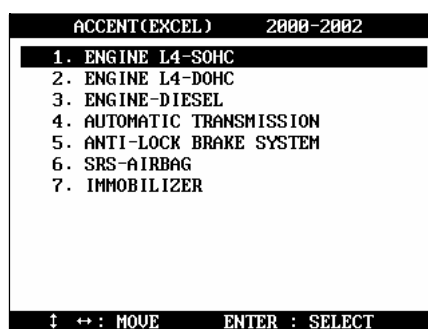 ACCENT(EXCEL) 2000-2002
1. ENGINE L4-SOHC
2. ENGINE L4-DOHC
3. ENGINE-DIESEL
4. AUTOMATIC TRANSMISSION
5. ANTI-LOCK BRAKE SYSTEM
6. SRS-AIRBAG
7. IMMOBILIZER
↕ ↔: MOVE ENTER : SELECT